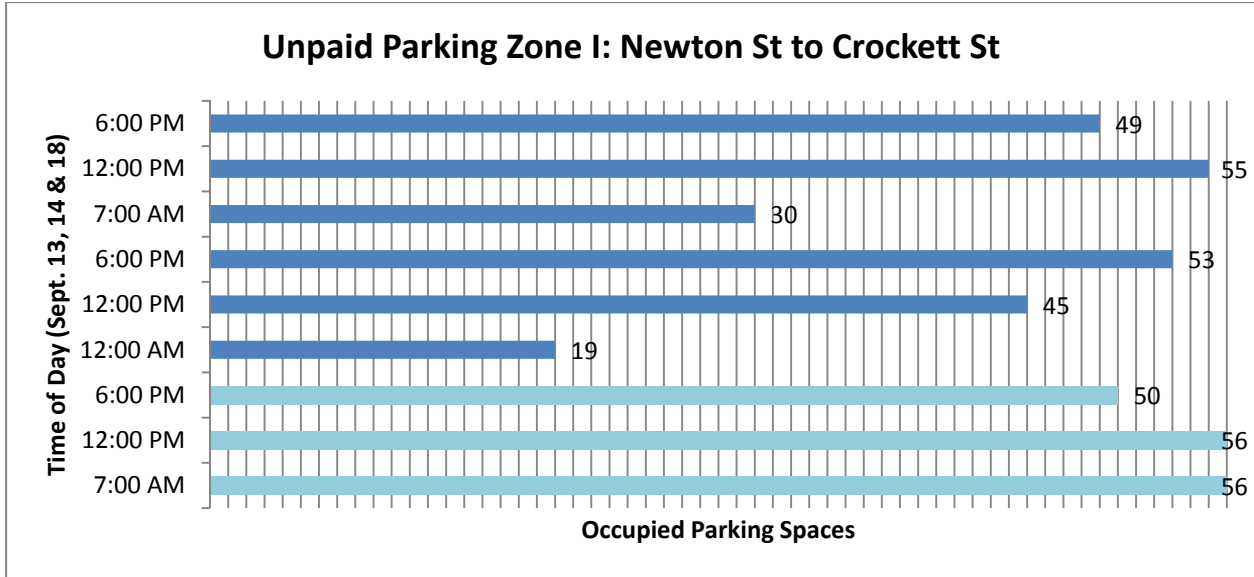 Unpaid Parking Zone I: Newton St to Crockett St
Time of Day (Sept. 13, 14 & 18)
6:00 PM
49
12:00 PM
55
7:00 AM
30
6:00 PM
53
12:00 PM
45
12:00 AM
19
6:00 PM
50
12:00 PM
56
7:00 AM
56
Occupied Parking Spaces